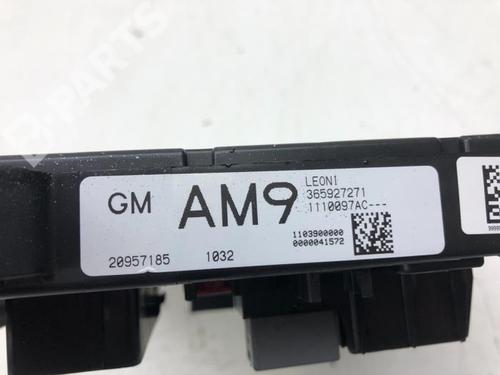 B-PARTS
GM AM9
LEONI
365927271
1110097AC---
1103900000
0000041572
20957185 1032